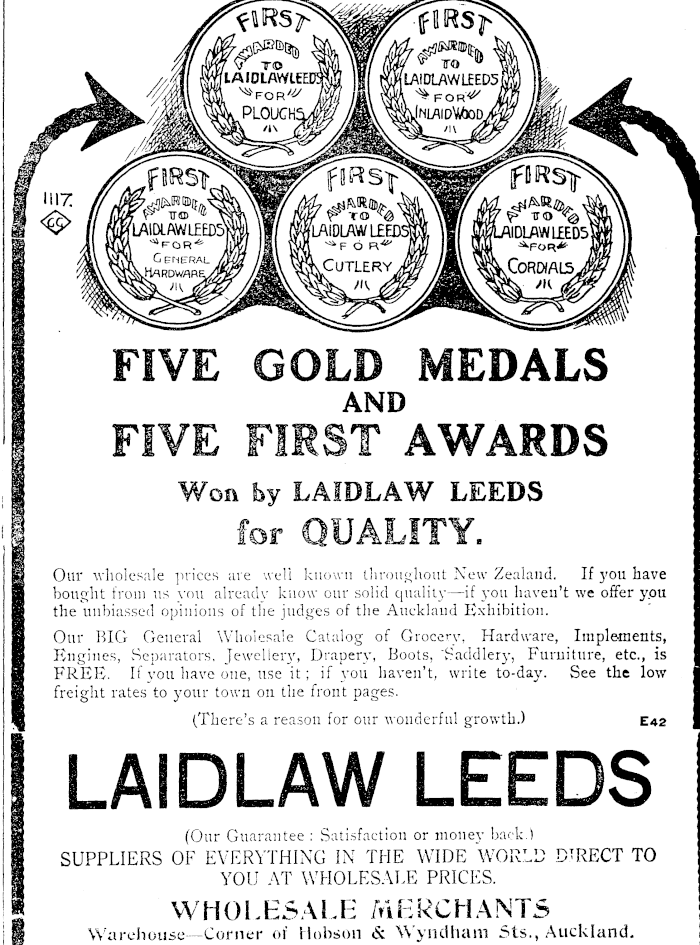 FIRST
AWARDED
TO
LAIDLAW LEEDS
FOR
PLOUGHS
FIRST
AWARDED
TO
LAIDLAW LEEDS
FOR
INLAID WOOD
1117.
GG
FIRST
AWARDED
TO
LAIDLAW LEEDS
FOR
GENERAL
HARDWARE
FIRST
AWARDED
TO
LAIDLAW LEEDS
FOR
CUTLERY
FIRST
AWARDED
TO
LAIDLAW LEEDS
FOR
CORDIALS
FIVE GOLD MEDALS
AND
FIVE FIRST AWARDS
Won by LAIDLAW LEEDS
for QUALITY.
Our wholesale prices are well known throughout New Zealand. If you have
bought from us you already know our solid quality—if you haven't we offer you
the unbiassed opinions of the judges of the Auckland Exhibition.
Our BIG General Wholesale Catalog of Grocery, Hardware, Implements,
Engines, Separators, Jewellery, Drapery, Boots, Saddlery, Furniture, etc., is
FREE. If you have one, use it; if you haven't, write to-day. See the low
freight rates to your town on the front pages.
(There's a reason for our wonderful growth.)
E42
LAIDLAW LEEDS
(Our Guarantee: Satisfaction or money back.)
SUPPLIERS OF EVERYTHING IN THE WIDE WORLD DIRECT TO
YOU AT WHOLESALE PRICES.
WHOLESALE MERCHANTS
Warehouse—Corner of Hobson & Wyndham Sts., Auckland.